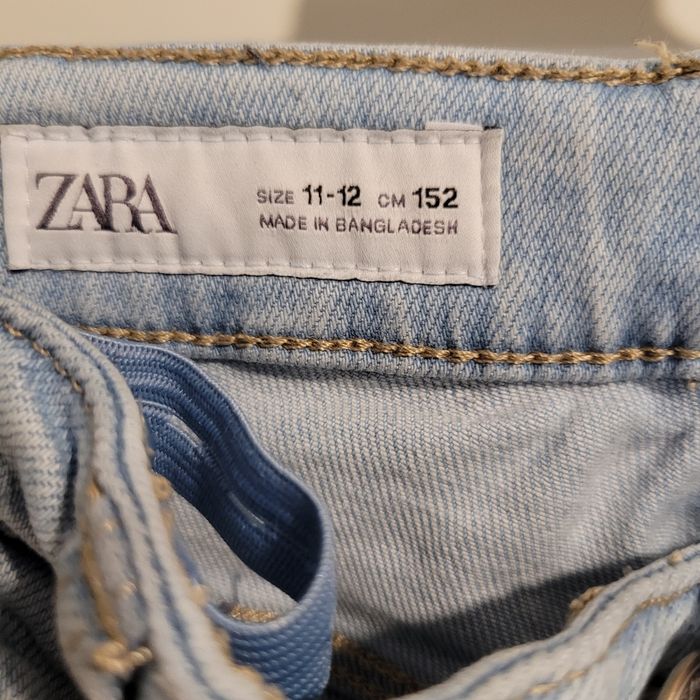 ZARA
SIZE 11-12 CM 152
MADE IN BANGLADESH